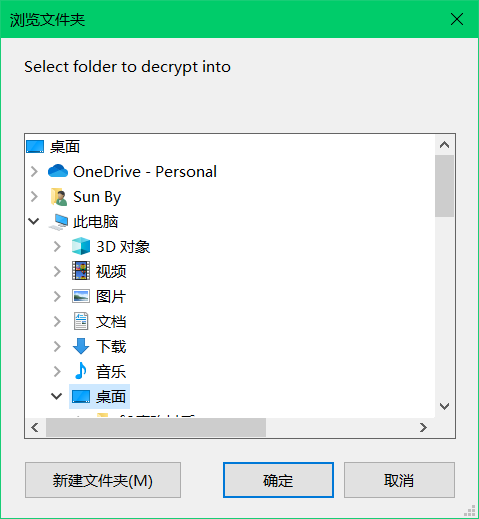 浏览文件夹
Select folder to decrypt into
桌面
OneDrive - Personal
Sun By
此电脑
3D 对象
视频
图片
文档
下载
音乐
桌面
新建文件夹(M)
确定
取消